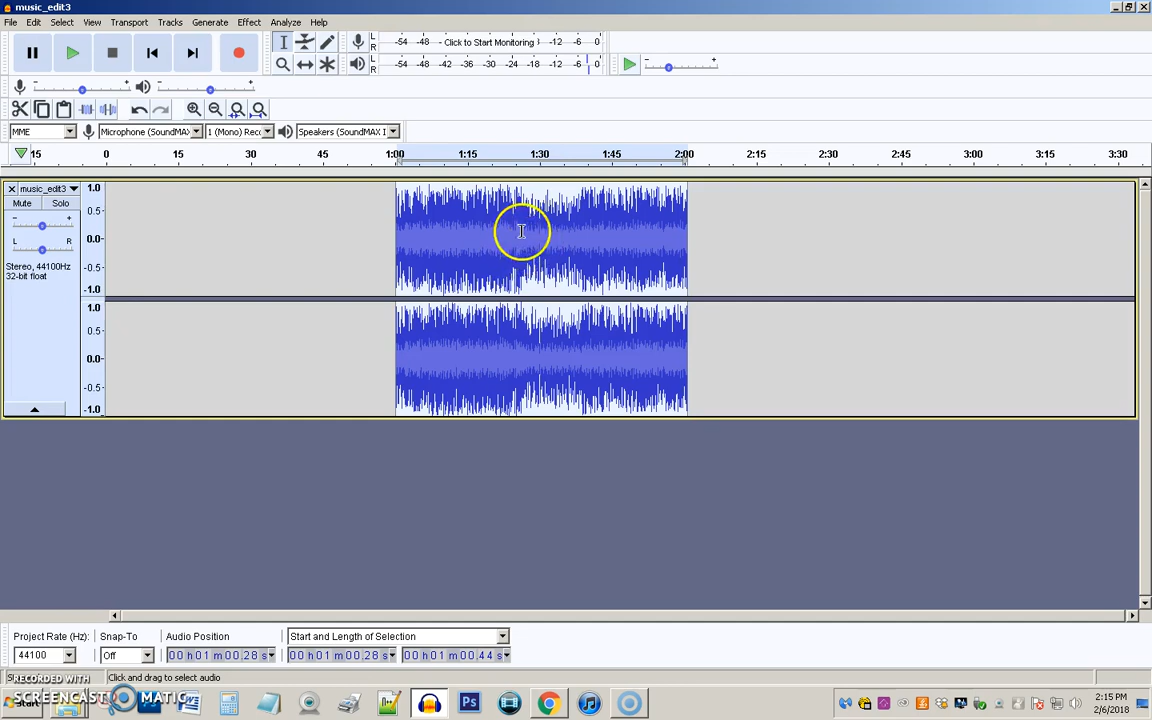 music_edit3
File Edit Select View Transport Tracks Generate Effect Analyze Help
L R -54 -48 - Click to Start Monitoring -12 -6 0
L R -54 -48 -42 -36 -30 -24 -18 -12 -6 0
- + - + - +
MME Microphone (SoundMAX 1 (Mono) Rec Speakers (SoundMAX I
15 0 15 30 45 1:00 1:15 1:30 1:45 2:00 2:15 2:30 2:45 3:00 3:15 3:30
music_edit3 1.0
Mute Solo
- + 0.5
0.0
L R
Stereo, 44100Hz -0.5
32-bit float
-1.0
1.0
0.5
0.0
-0.5
-1.0
Project Rate (Hz): Snap-To Audio Position Start and Length of Selection
44100 Off 00 h 01 m 00.28 s 00 h 01 m 00.28 s 00 h 01 m 00.44 s
Click and drag to select audio
RECORDED WITH
SCREENCAST MATIC
Start
2:15 PM
2/6/2018